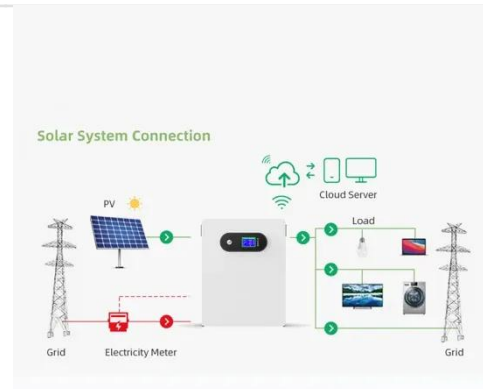 Solar System Connection
Cloud Server
PV
Load
Grid
Electricity Meter
Grid